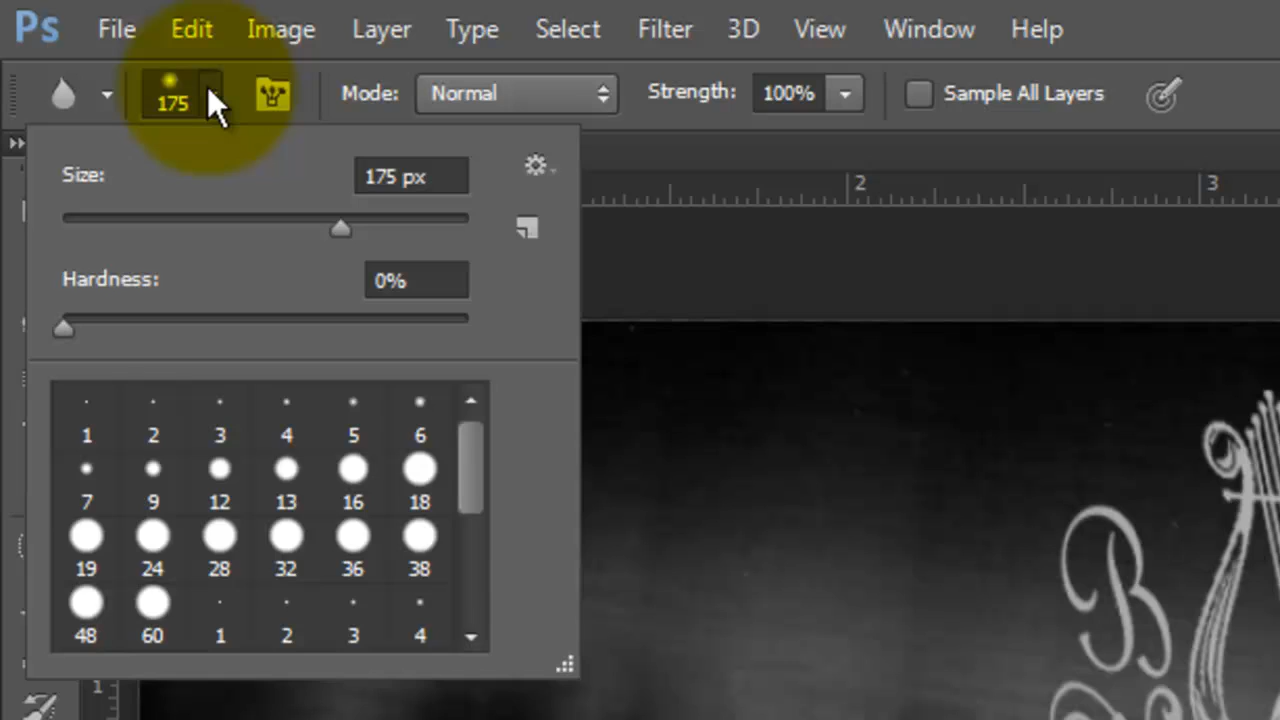 Ps File Edit Image Layer Type Select Filter 3D View Window Help
175 Mode: Normal Strength: 100% Sample All Layers
Size: 175 px
2 3
Hardness: 0%
1 2 3 4 5 6
7 9 12 13 16 18
19 24 28 32 36 38
48 60 1 2 3 4
B
1